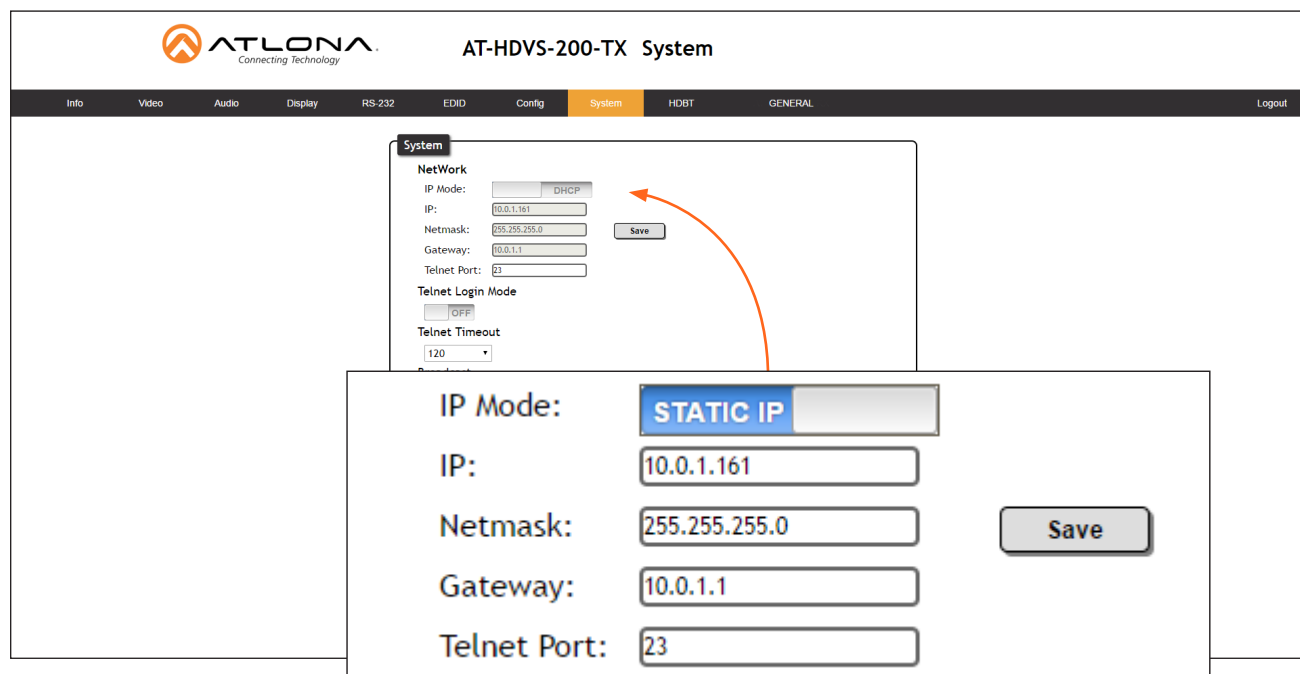 ATLONA.
Connecting Technology
AT-HDVS-200-TX System
Info Video Audio Display RS-232 EDID Config System HDBT GENERAL Logout
System
NetWork
IP Mode: DHCP
IP: 10.0.1.161
Netmask: 255.255.255.0 Save
Gateway: 10.0.1.1
Telnet Port: 23
Telnet Login Mode
OFF
Telnet Timeout
120
IP Mode: STATIC IP
IP: 10.0.1.161
Netmask: 255.255.255.0 Save
Gateway: 10.0.1.1
Telnet Port: 23